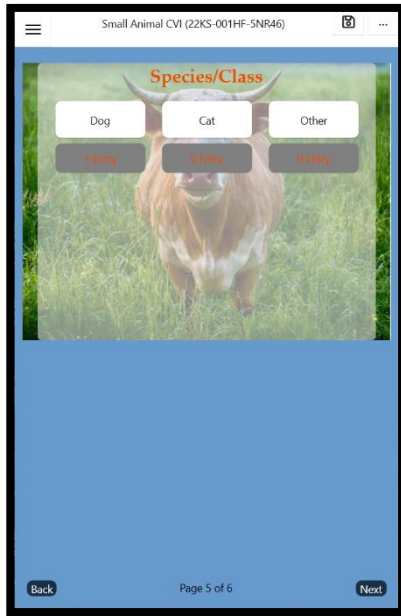 Small Animal CVI (22KS-001HF-5NR46)
...
Species/Class
Dog Cat Other
1 Entry 0 Entry 0 Entry
Back Page 5 of 6 Next